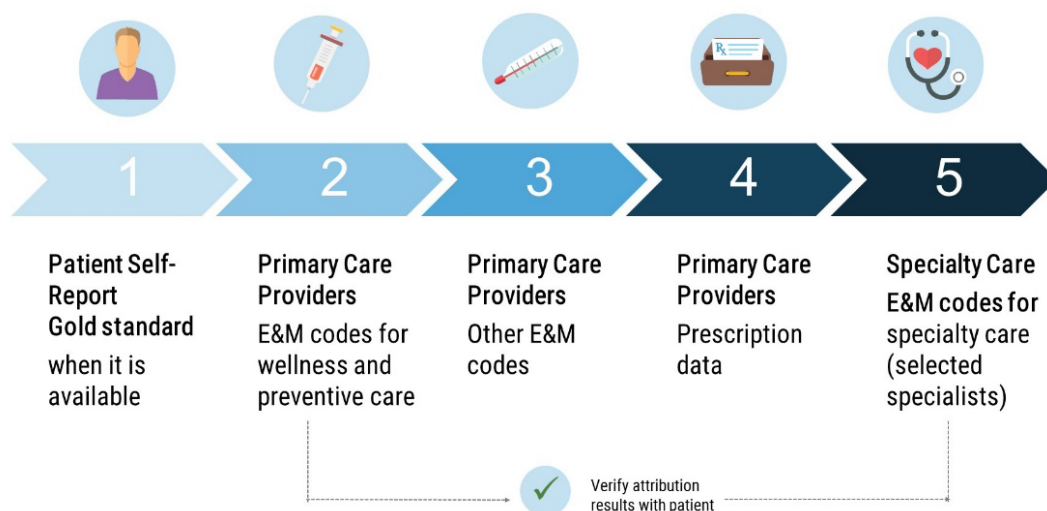 Rx
1
2
3
4
5
Patient Self-
Report
Gold standard
when it is
available
Primary Care
Providers
E&M codes for
wellness and
preventive care
Primary Care
Providers
Other E&M
codes
Primary Care
Providers
Prescription
data
Specialty Care
E&M codes for
specialty care
(selected
specialists)
Verify attribution
results with patient